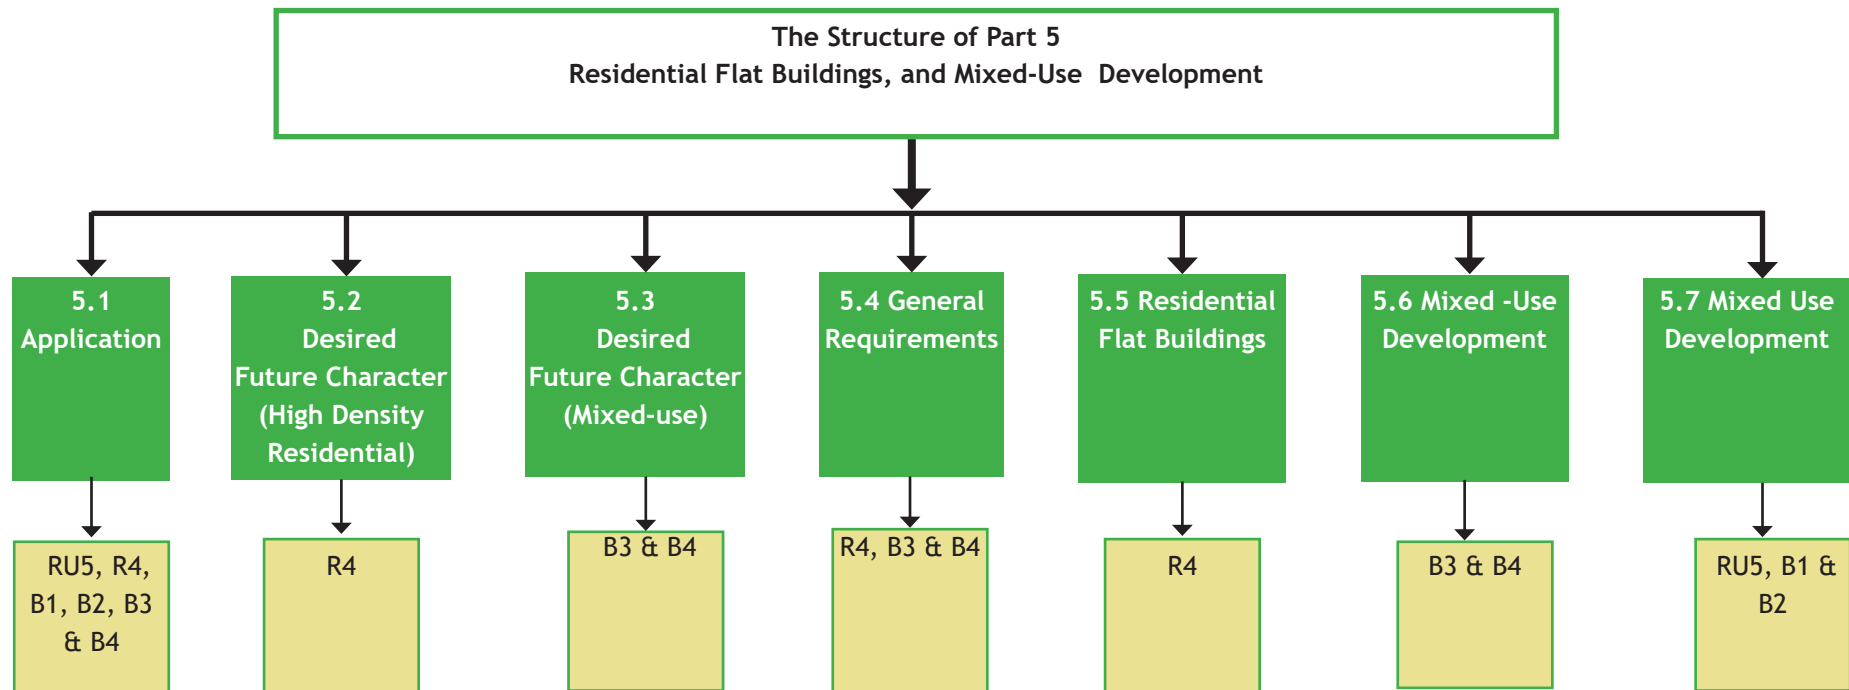 The Structure of Part 5
Residential Flat Buildings, and Mixed-Use Development
5.1
Application
5.2
Desired
Future Character
(High Density
Residential)
5.3
Desired
Future Character
(Mixed-use)
5.4 General
Requirements
5.5 Residential
Flat Buildings
5.6 Mixed -Use
Development
5.7 Mixed Use
Development
RU5, R4,
B1, B2, B3
& B4
R4
B3 & B4
R4, B3 & B4
R4
B3 & B4
RU5, B1 &
B2